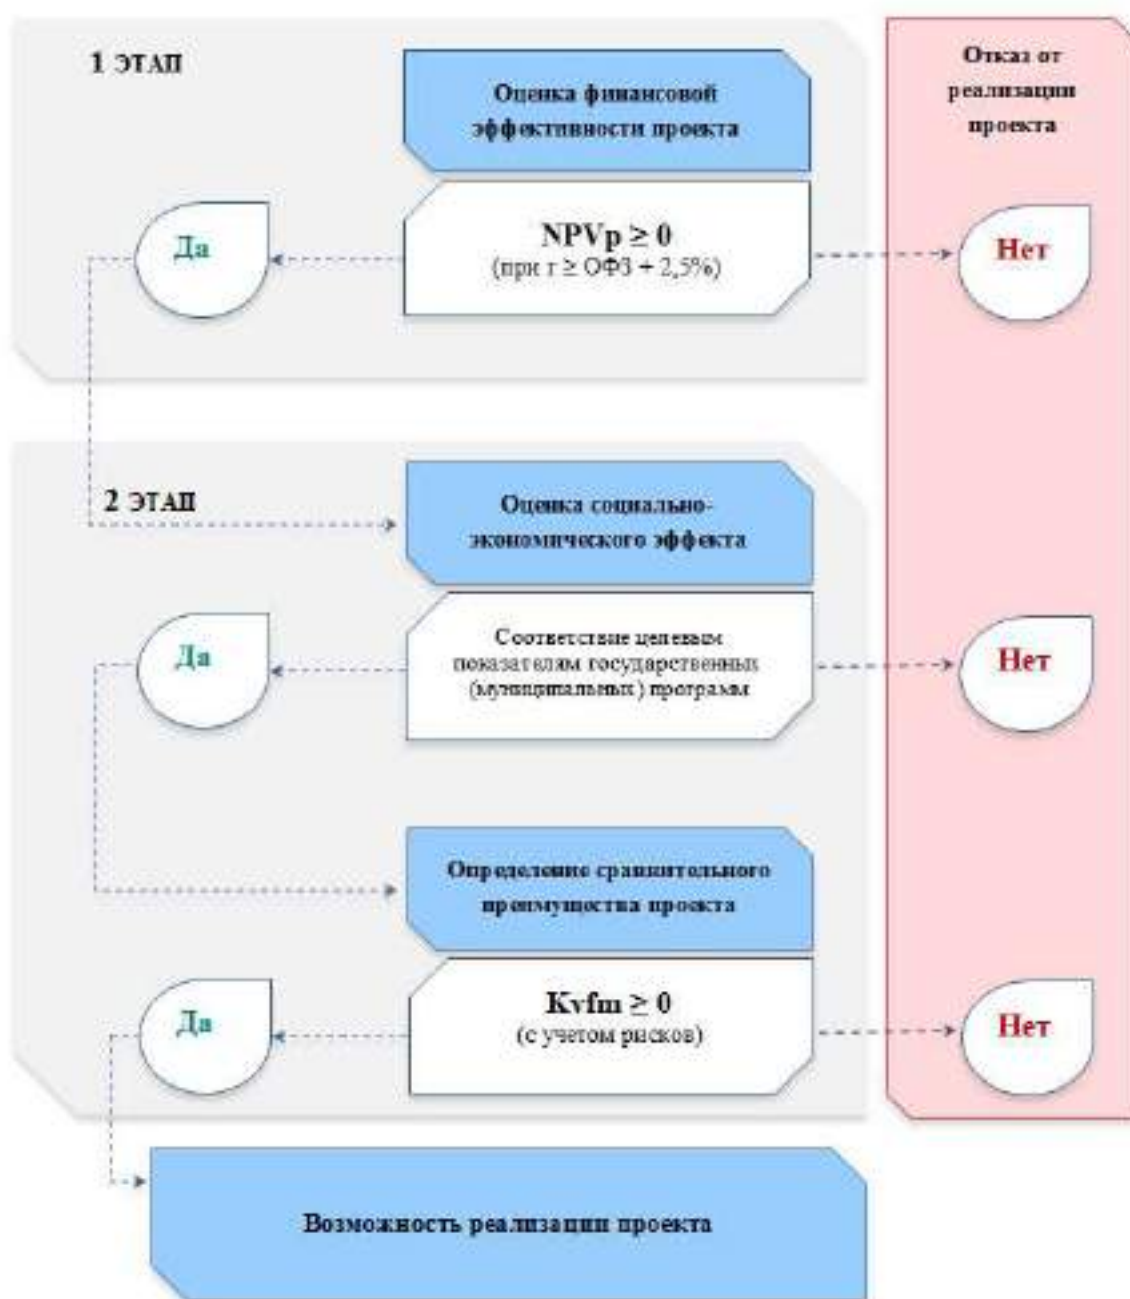 1 ЭТАП
Оценка финансовой
эффективности проекта
Отказ от
реализации
проекта
Да
NPVp ≥ 0
(при r ≥ ОФЗ + 2,5%)
Нет
2 ЭТАП
Оценка социально-
экономического эффекта
Да
Соответствие целевым
показателям государственных
(муниципальных) программ
Нет
Определение сравнительного
преимущества проекта
Да
Kvfm ≥ 0
(с учетом рисков)
Нет
Возможность реализации проекта